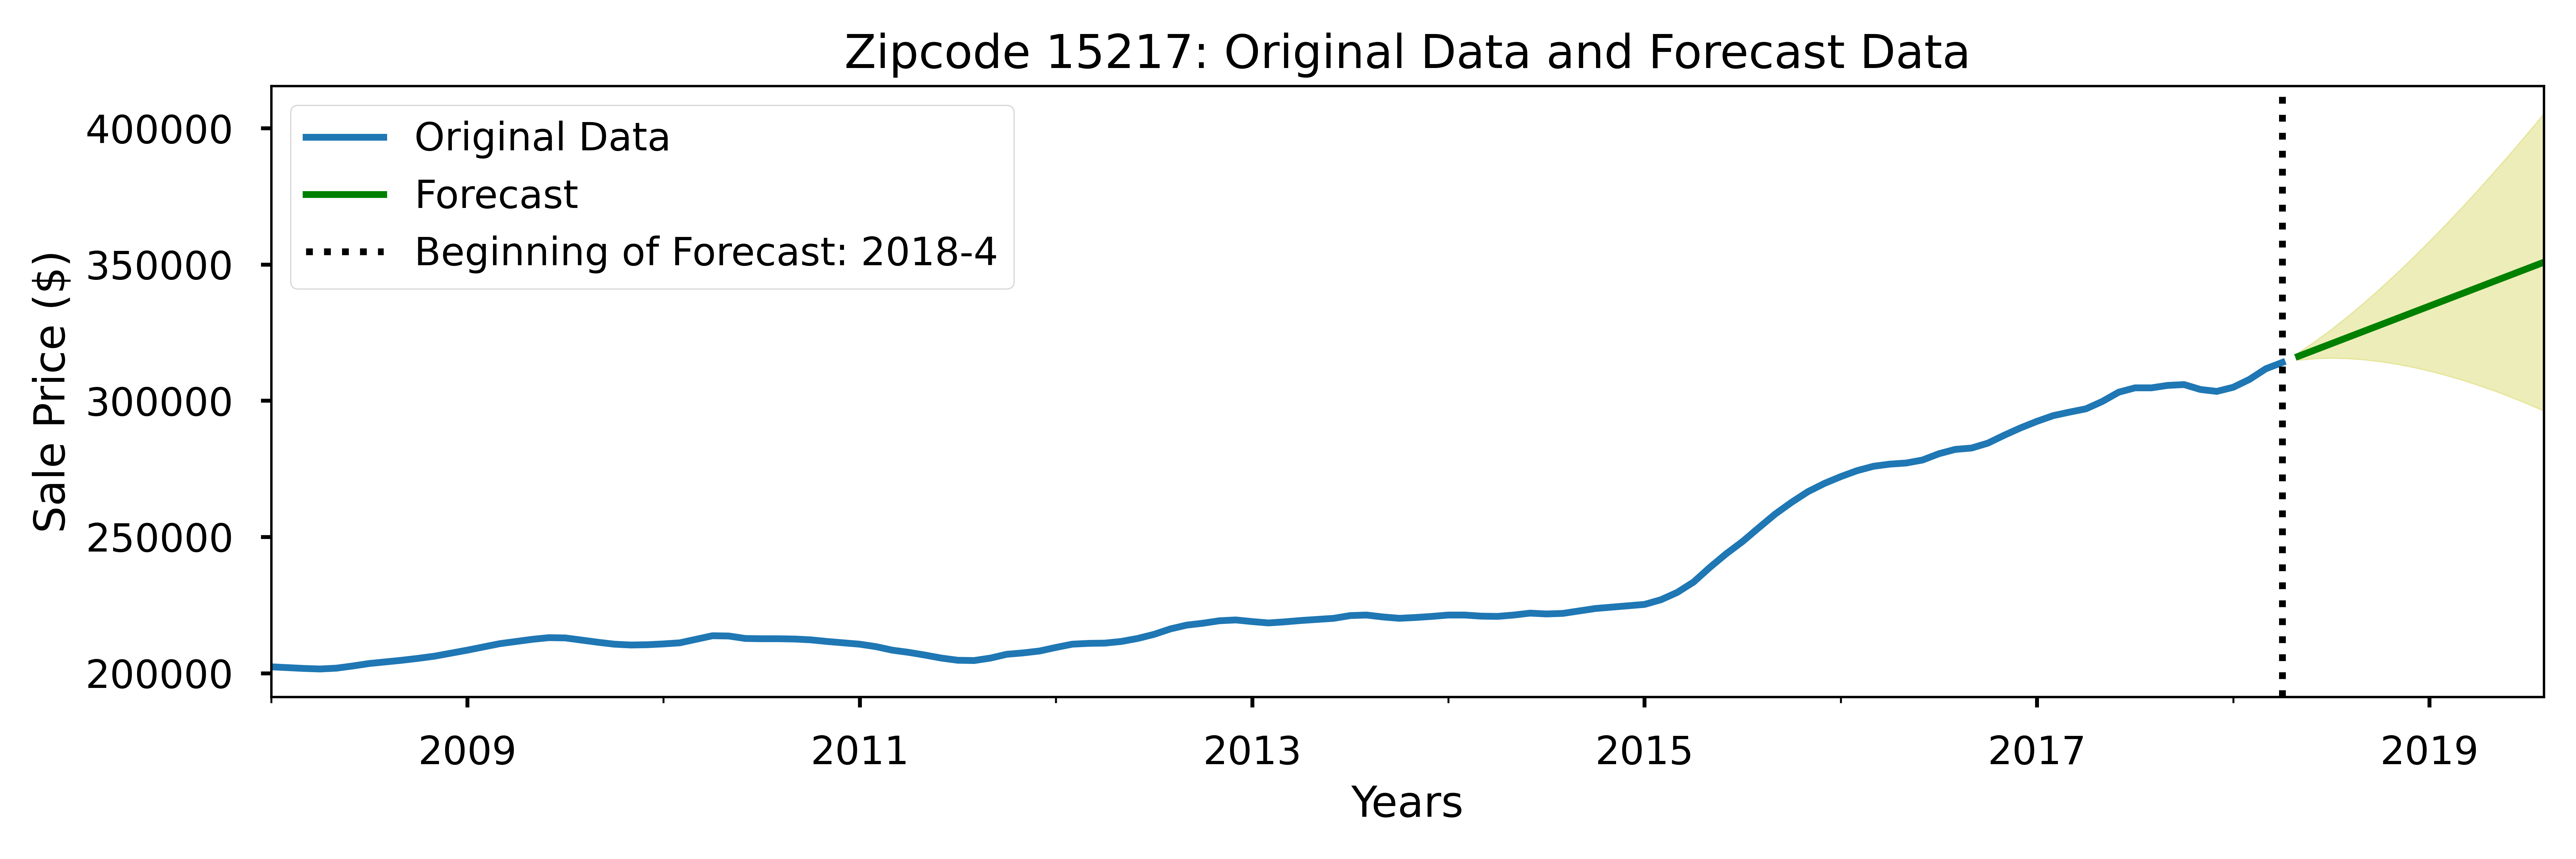 Zipcode 15217: Original Data and Forecast Data
Original Data
Forecast
Beginning of Forecast: 2018-4
Sale Price ($)
400000
350000
300000
250000
200000
2009 2011 2013 2015 2017 2019
Years